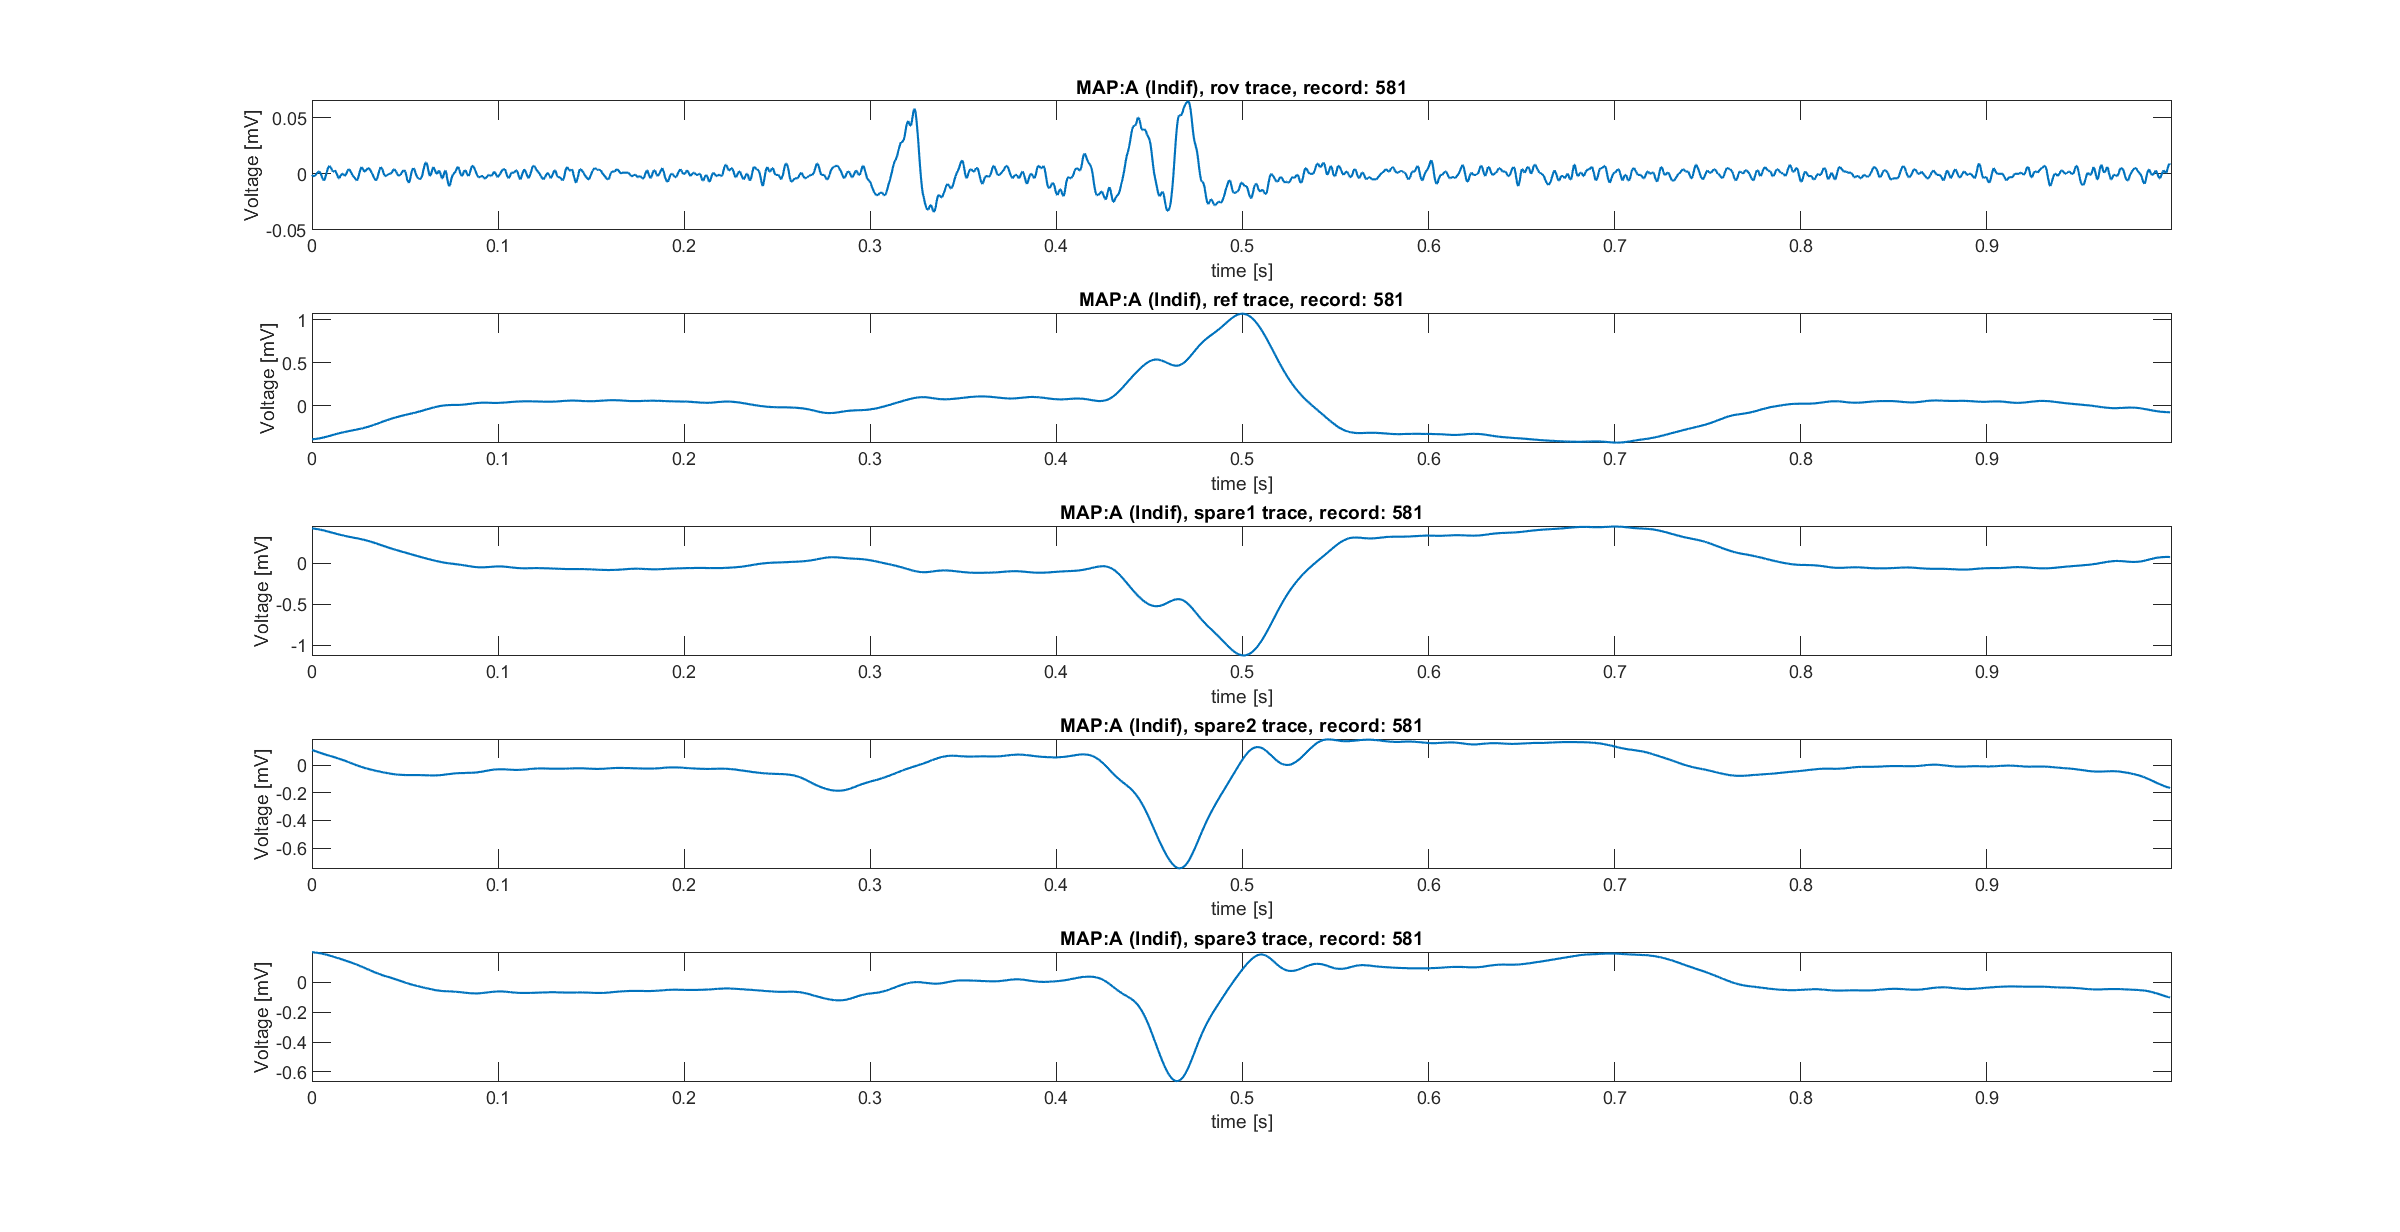 MAP:A (Indif), rov trace, record: 581
Voltage [mV]
0.05
0
-0.05
0 0.1 0.2 0.3 0.4 0.5 0.6 0.7 0.8 0.9
time [s]
MAP:A (Indif), ref trace, record: 581
Voltage [mV]
1
0.5
0
0 0.1 0.2 0.3 0.4 0.5 0.6 0.7 0.8 0.9
time [s]
MAP:A (Indif), spare1 trace, record: 581
Voltage [mV]
0
-0.5
-1
0 0.1 0.2 0.3 0.4 0.5 0.6 0.7 0.8 0.9
time [s]
MAP:A (Indif), spare2 trace, record: 581
Voltage [mV]
0
-0.2
-0.4
-0.6
0 0.1 0.2 0.3 0.4 0.5 0.6 0.7 0.8 0.9
time [s]
MAP:A (Indif), spare3 trace, record: 581
Voltage [mV]
0
-0.2
-0.4
-0.6
0 0.1 0.2 0.3 0.4 0.5 0.6 0.7 0.8 0.9
time [s]